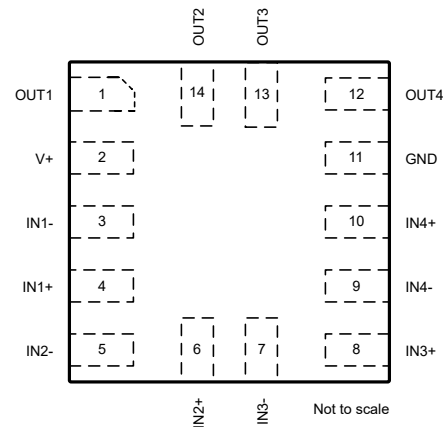 OUT2 OUT3
OUT1 1 14 13 12 OUT4
V+ 2 11 GND
IN1- 3 10 IN4+
IN1+ 4 9 IN4-
IN2- 5 6 7 8 IN3+
IN2+ IN3- Not to scale